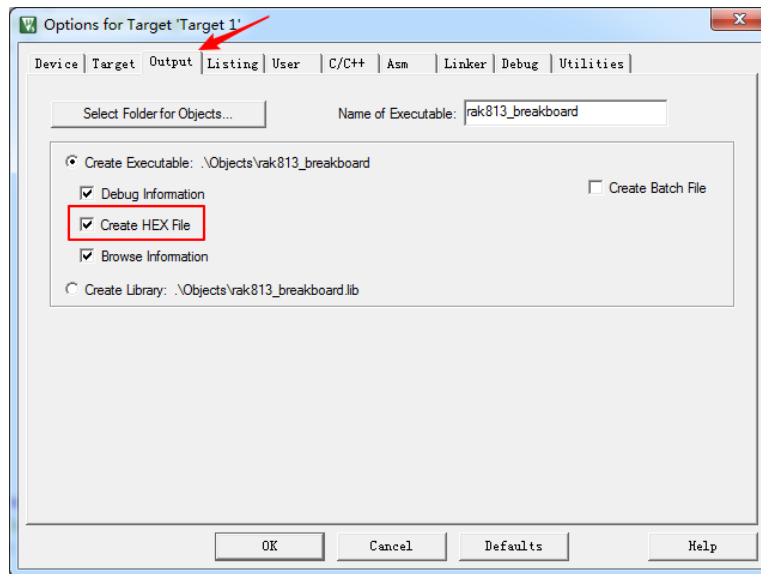 Options for Target 'Target 1'
Device Target Output Listing User C/C++ Asm Linker Debug Utilities
Select Folder for Objects... Name of Executable: rak813_breakboard
Create Executable: .\Objects\rak813_breakboard
Debug Information Create Batch File
Create HEX File
Browse Information
Create Library: .\Objects\rak813_breakboard.lib
OK Cancel Defaults Help